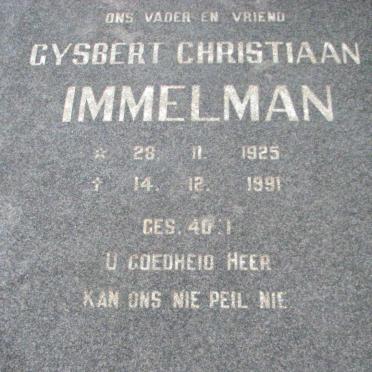 ONS VADER EN VRIEND
GYSBERT CHRISTIAAN
IMMELMAN
☆ 28. 11. 1925
† 14. 12. 1991
GES. 40:1
U GOEDHEID HEER
KAN ONS NIE PEIL NIE